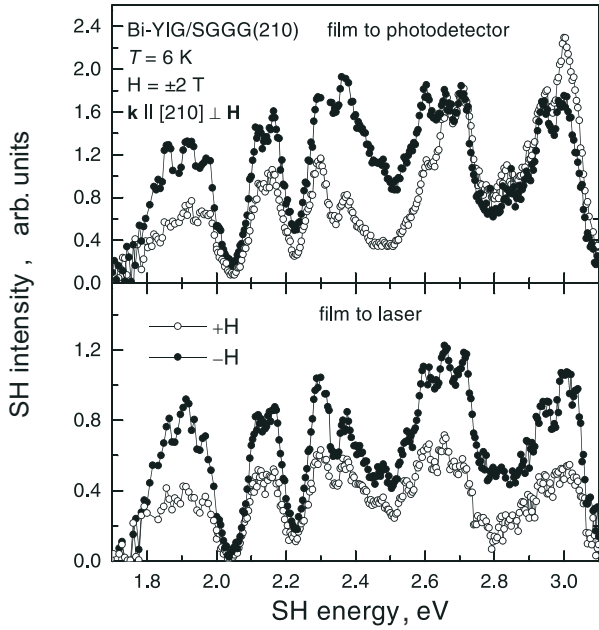 Bi-YIG/SGGG(210) film to photodetector
T = 6 K
H = ±2 T
k || [210] ⊥ H
2.4
2.0
1.6
1.2
0.8
0.4
0.0
SH intensity, arb. units
film to laser
+H
−H
1.2
0.8
0.4
0.0
1.8 2.0 2.2 2.4 2.6 2.8 3.0
SH energy, eV